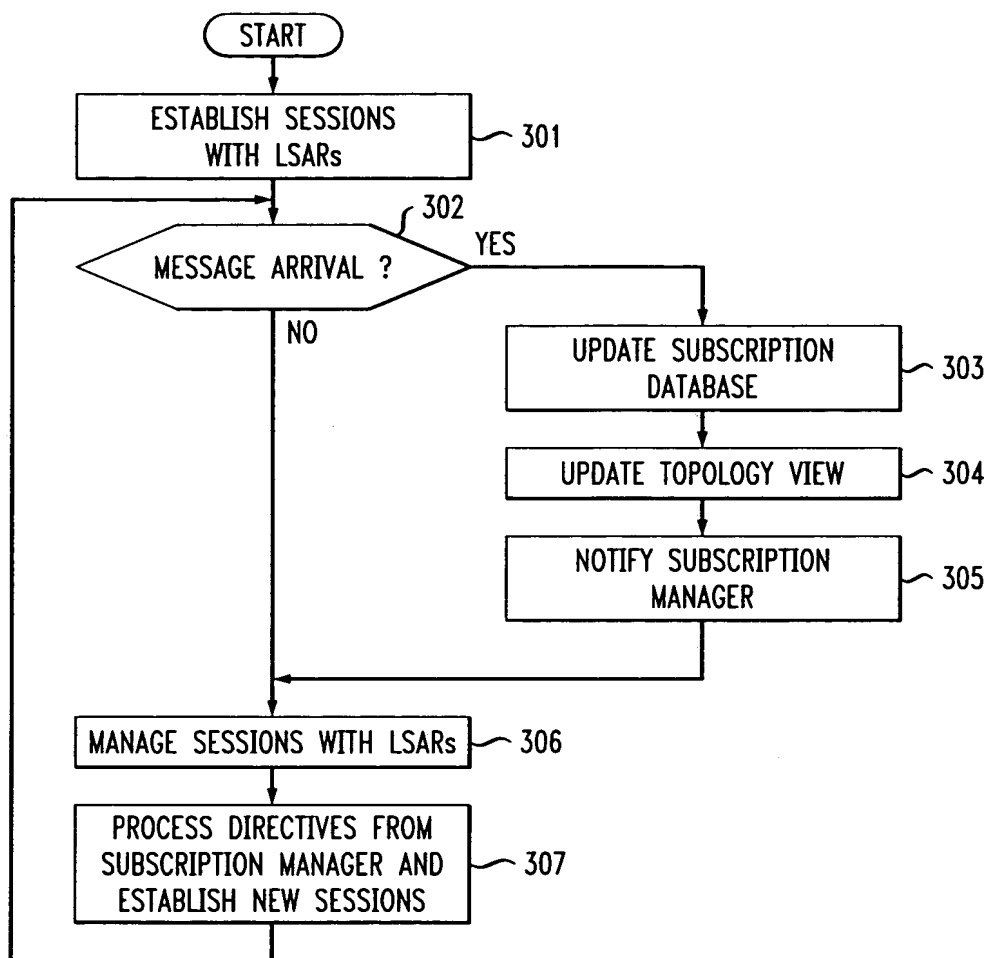 START
ESTABLISH SESSIONS
WITH LSARs
301
302
MESSAGE ARRIVAL ?
YES
NO
UPDATE SUBSCRIPTION
DATABASE
303
UPDATE TOPOLOGY VIEW
304
NOTIFY SUBSCRIPTION
MANAGER
305
MANAGE SESSIONS WITH LSARs
306
PROCESS DIRECTIVES FROM
SUBSCRIPTION MANAGER AND
ESTABLISH NEW SESSIONS
307